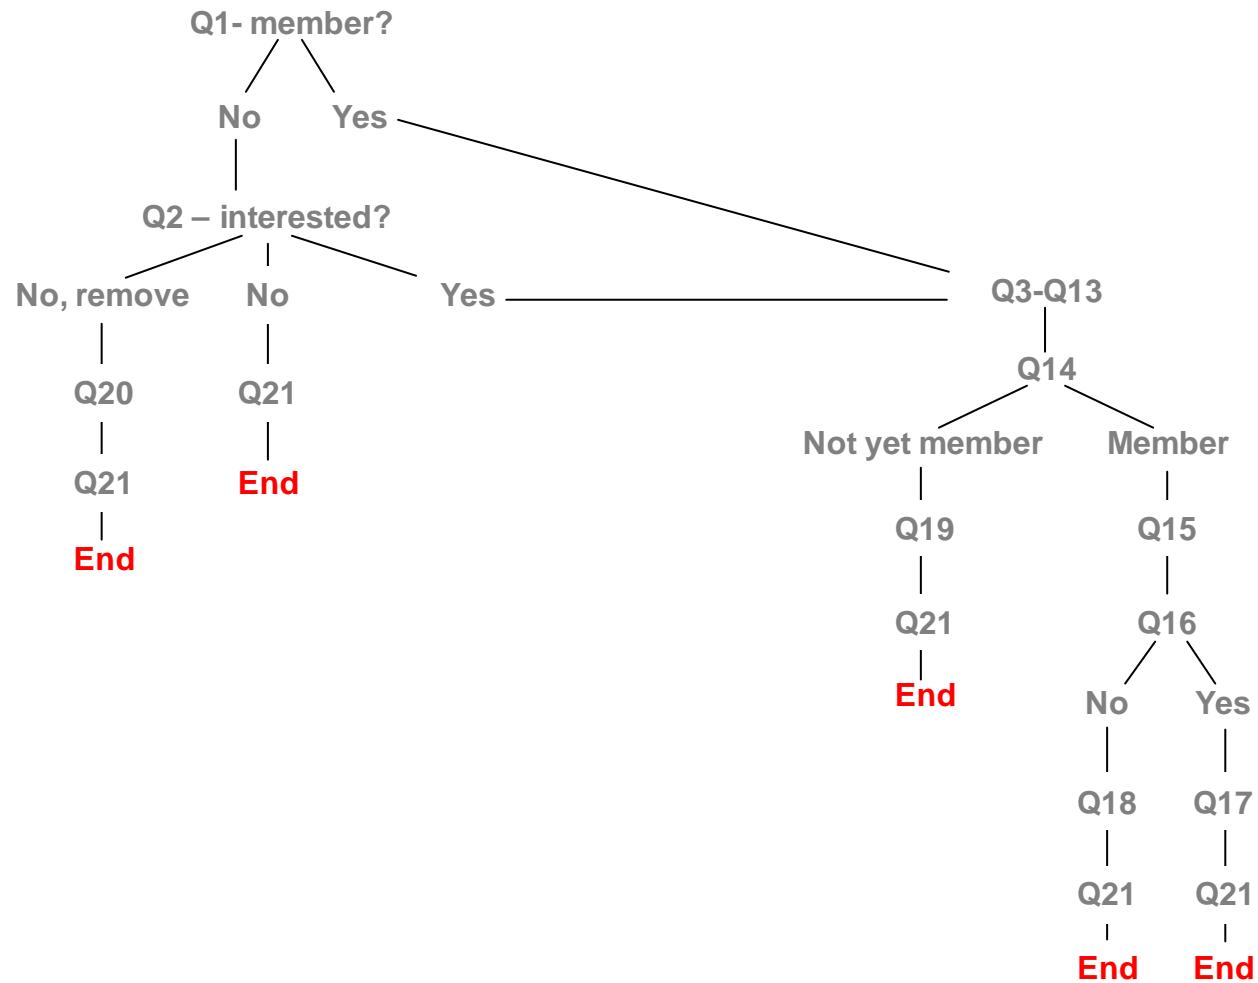 Q1- member?
No
Yes
Q2 – interested?
No, remove
No
Yes
Q3-Q13
Q14
Q20
Q21
Not yet member
Member
Q21
End
Q19
Q15
End
Q21
Q16
End
No
Yes
Q18
Q17
Q21
Q21
End
End